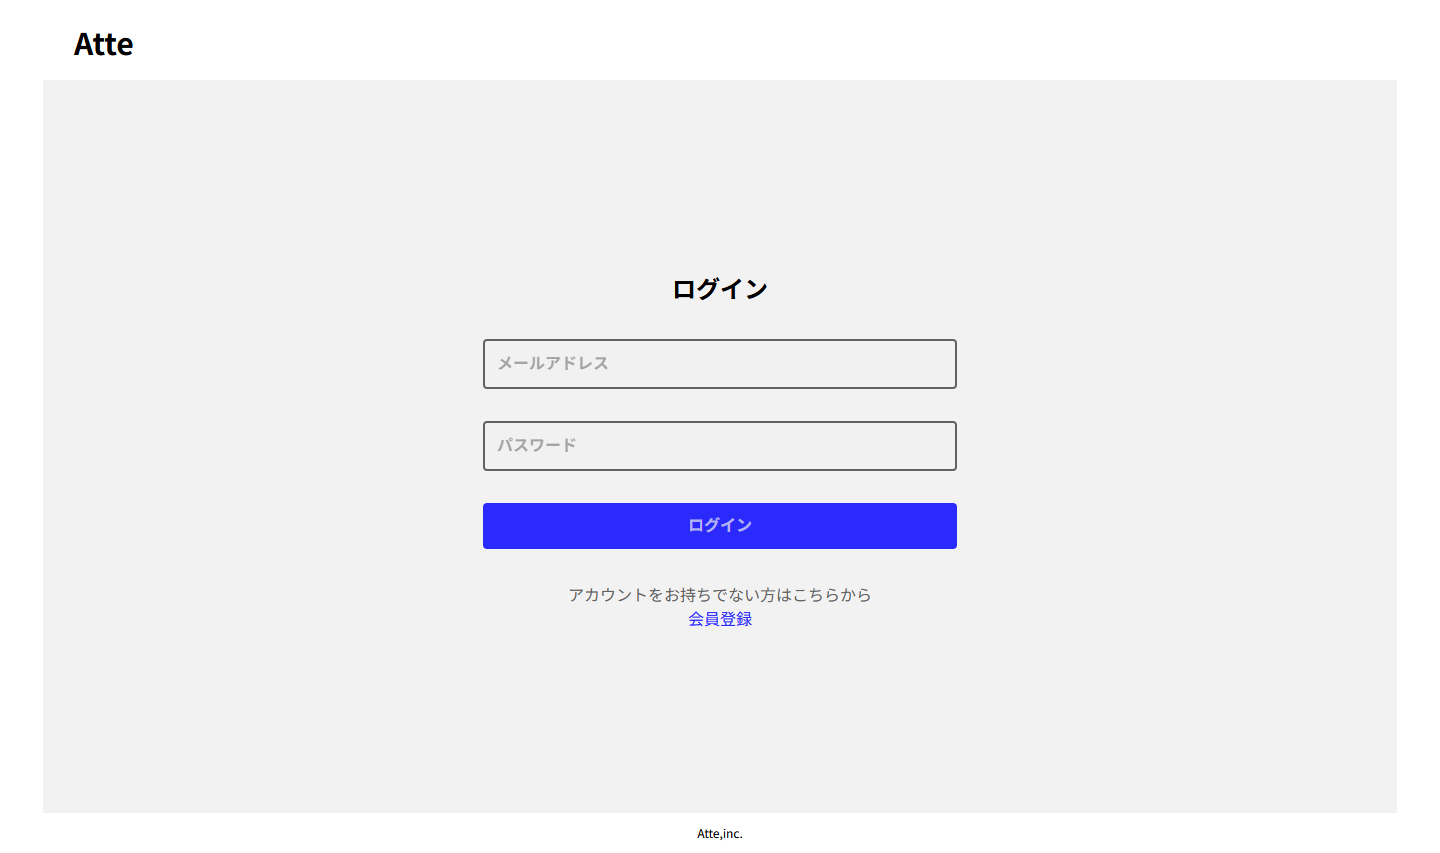 Atte
ログイン
メールアドレス
パスワード
ログイン
アカウントをお持ちでない方はこちらから
会員登録
Atte,inc.